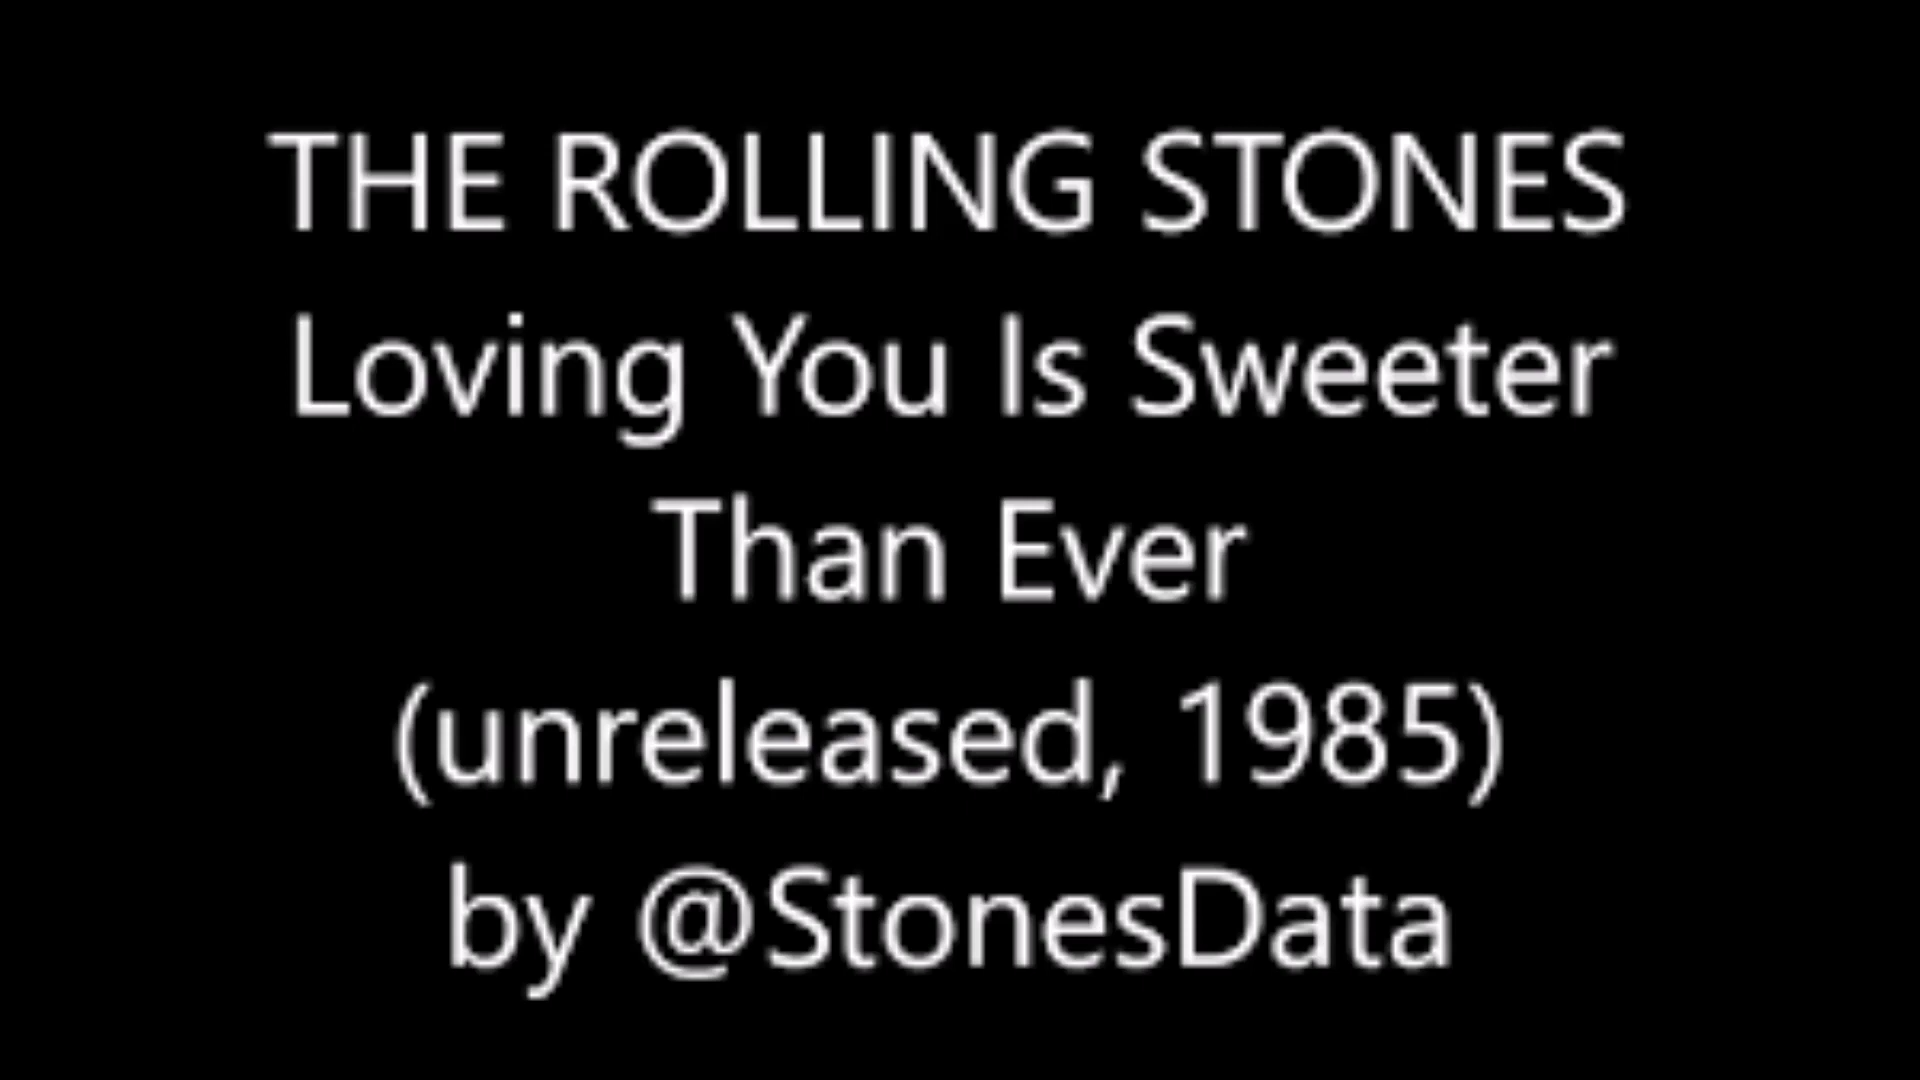 THE ROLLING STONES
Loving You Is Sweeter
Than Ever
(unreleased, 1985)
by @StonesData